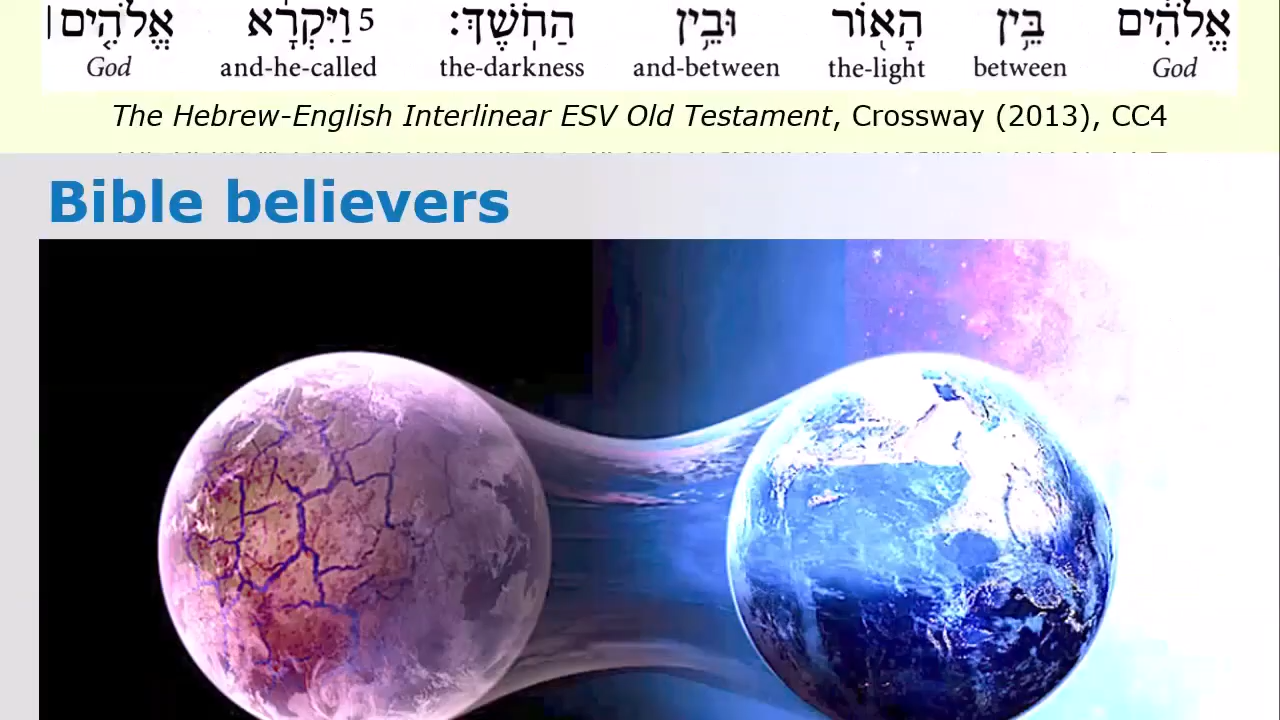 אֱלֹהִ֔ים בֵּ֥ין הָא֖וֹר וּבֵ֥ין הַחֹֽשֶׁךְ׃ 5 וַיִּקְרָ֨א אֱלֹהִ֤ים׀
God and-he-called the-darkness and-between the-light between God
The Hebrew-English Interlinear ESV Old Testament, Crossway (2013), CC4
Bible believers